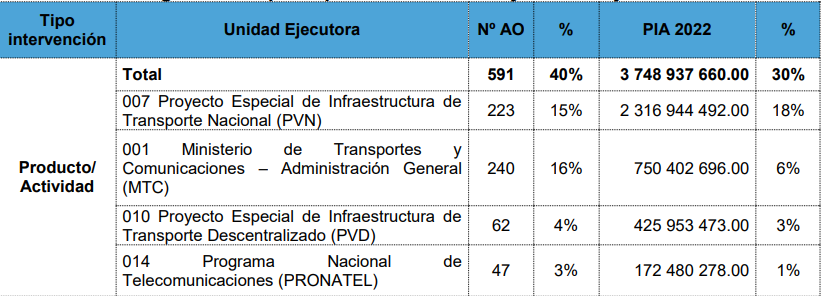 Tipo intervención Unidad Ejecutora Nº AO % PIA 2022 %
Total 591 40% 3 748 937 660.00 30%
007 Proyecto Especial de Infraestructura de
Transporte Nacional (PVN) 223 15% 2 316 944 492.00 18%
Producto/
Actividad
001 Ministerio de Transportes y
Comunicaciones – Administración General
(MTC) 240 16% 750 402 696.00 6%
010 Proyecto Especial de Infraestructura de
Transporte Descentralizado (PVD) 62 4% 425 953 473.00 3%
014 Programa Nacional de
Telecomunicaciones (PRONATEL) 47 3% 172 480 278.00 1%